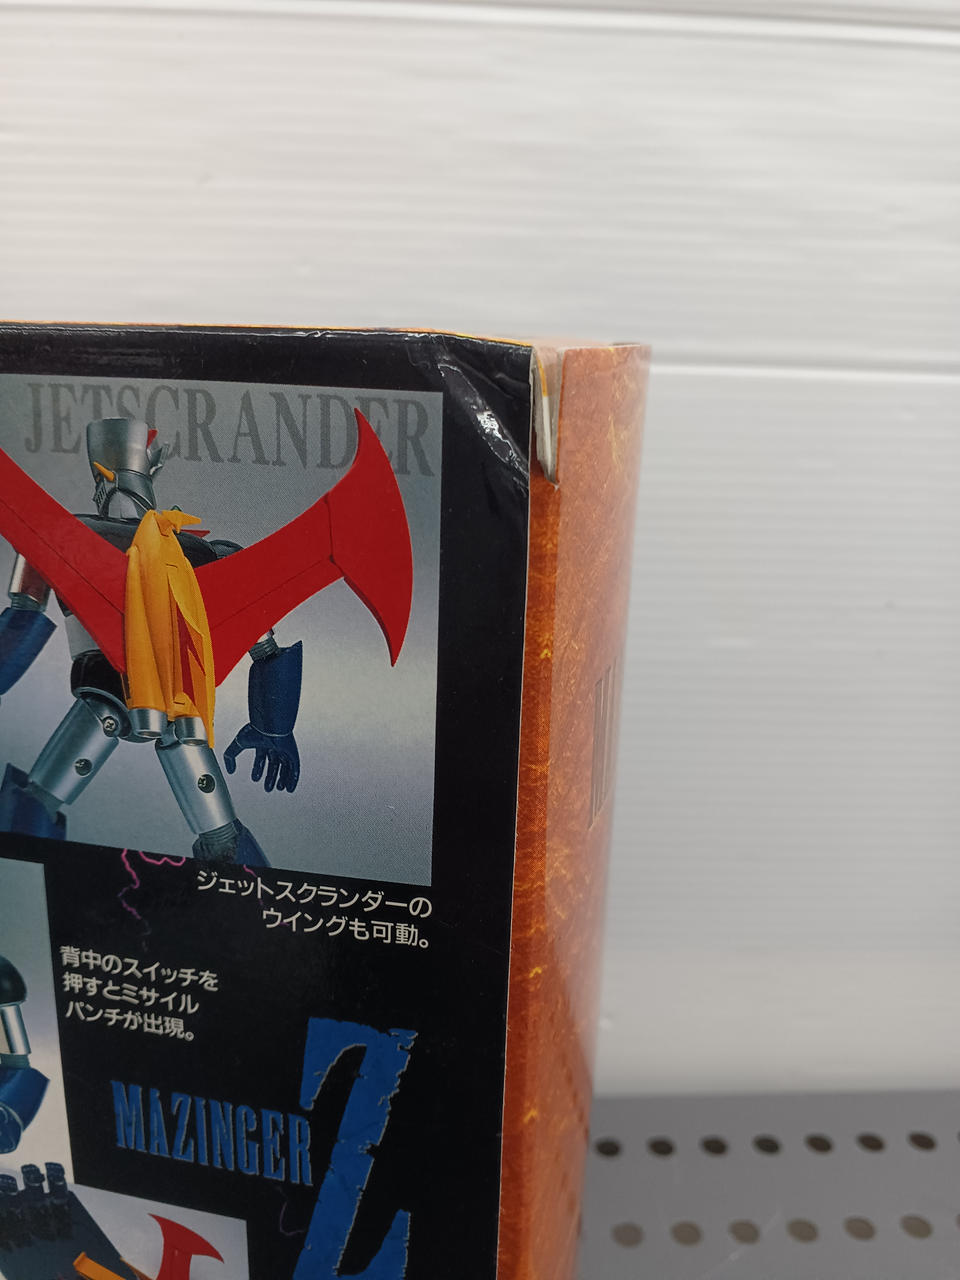 JETSCRANDER
ジェットスクランダーの
ウイングも可動。
背中のスイッチを
押すとミサイル
パンチが出現。
MAZINGER Z